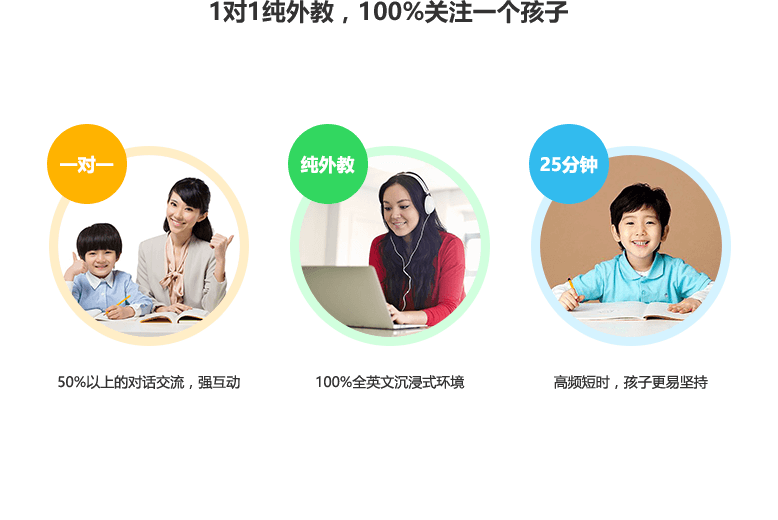 1对1纯外教，100%关注一个孩子
一对一
纯外教
25分钟
50%以上的对话交流，强互动
100%全英文沉浸式环境
高频短时，孩子更易坚持